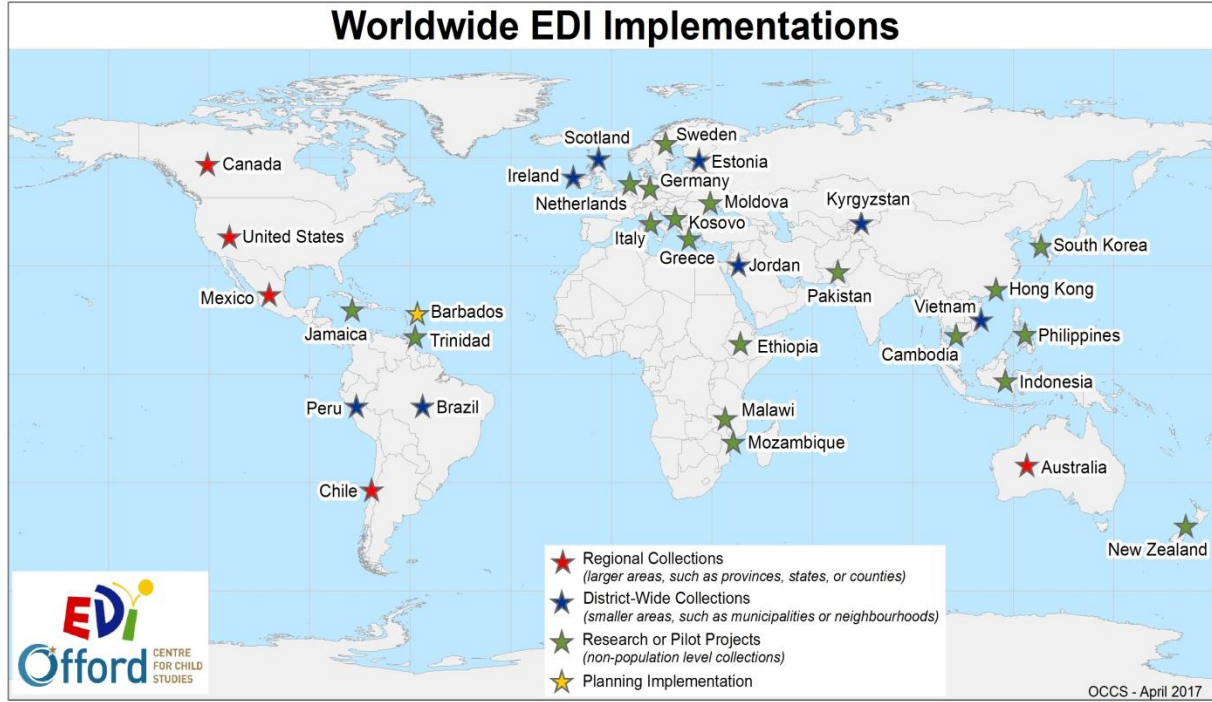 Worldwide EDI Implementations
Canada
United States
Mexico
Jamaica
Barbados
Trinidad
Peru
Brazil
Chile
Scotland
Sweden
Ireland
Estonia
Netherlands
Germany
Moldova
Italy
Kosovo
Greece
Kyrgyzstan
Jordan
Pakistan
South Korea
Hong Kong
Vietnam
Philippines
Cambodia
Indonesia
Ethiopia
Malawi
Mozambique
Australia
New Zealand
Regional Collections
(larger areas, such as provinces, states, or counties)
District-Wide Collections
(smaller areas, such as municipalities or neighbourhoods)
Research or Pilot Projects
(non-population level collections)
Planning Implementation
EDi
Offord
CENTRE
FOR CHILD
STUDIES
OCCS - April 2017